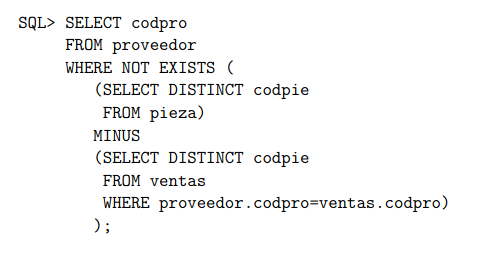 SQL> SELECT codpro
FROM proveedor
WHERE NOT EXISTS (
(SELECT DISTINCT codpie
FROM pieza)
MINUS
(SELECT DISTINCT codpie
FROM ventas
WHERE proveedor.codpro=ventas.codpro)
);